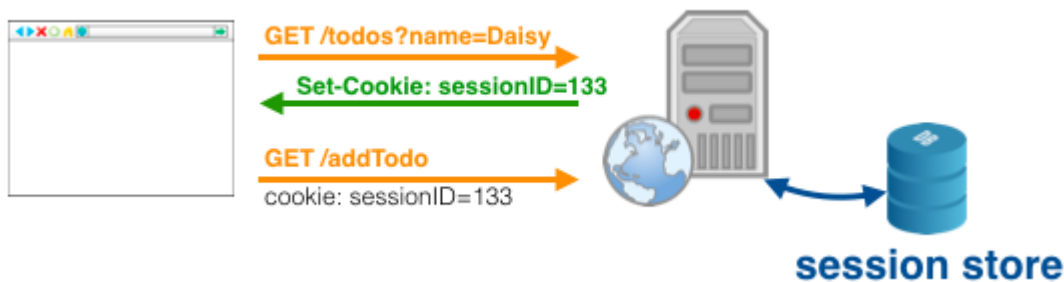 GET /todos?name=Daisy
Set-Cookie: sessionID=133
GET /addTodo
cookie: sessionID=133
session store